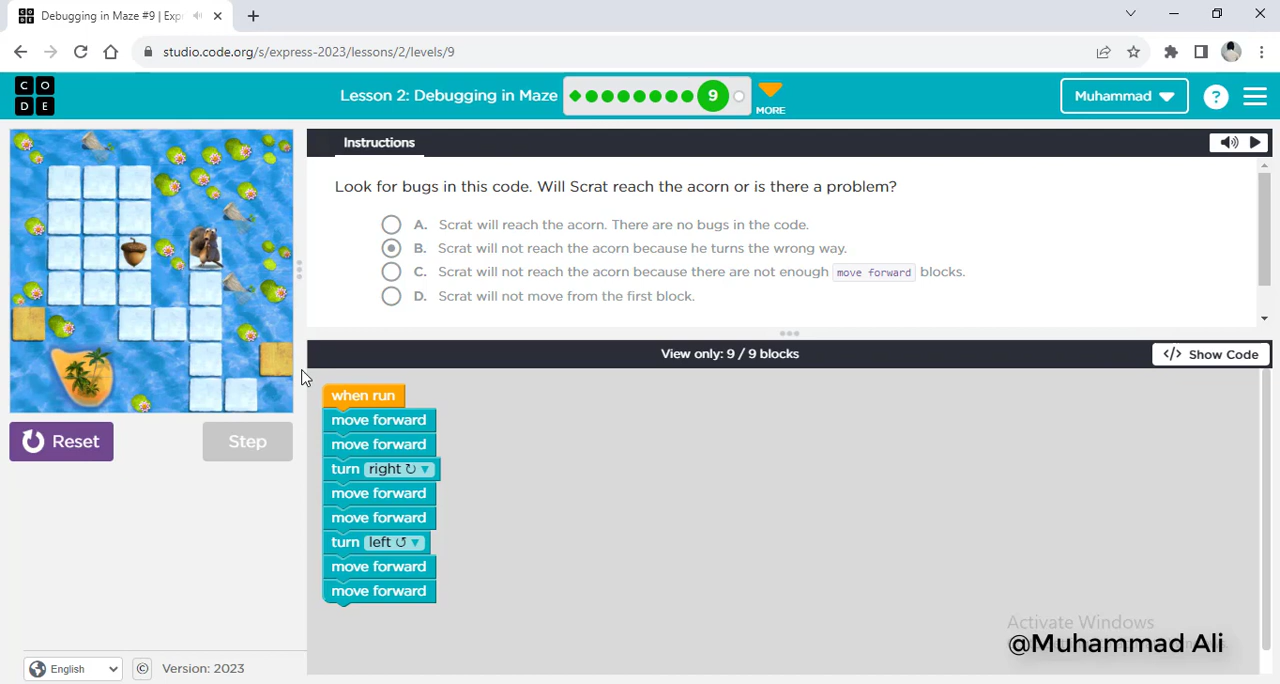 Debugging in Maze #9 | Exp
studio.code.org/s/express-2023/lessons/2/levels/9
C O
D E
Lesson 2: Debugging in Maze
9
MORE
Muhammad
?
Instructions
Look for bugs in this code. Will Scrat reach the acorn or is there a problem?
A. Scrat will reach the acorn. There are no bugs in the code.
B. Scrat will not reach the acorn because he turns the wrong way.
C. Scrat will not reach the acorn because there are not enough move forward blocks.
D. Scrat will not move from the first block.
View only: 9 / 9 blocks
</> Show Code
Reset
Step
when run
move forward
move forward
turn right ↻
move forward
move forward
turn left ↺
move forward
move forward
Activate Windows
@Muhammad Ali
English
© Version: 2023